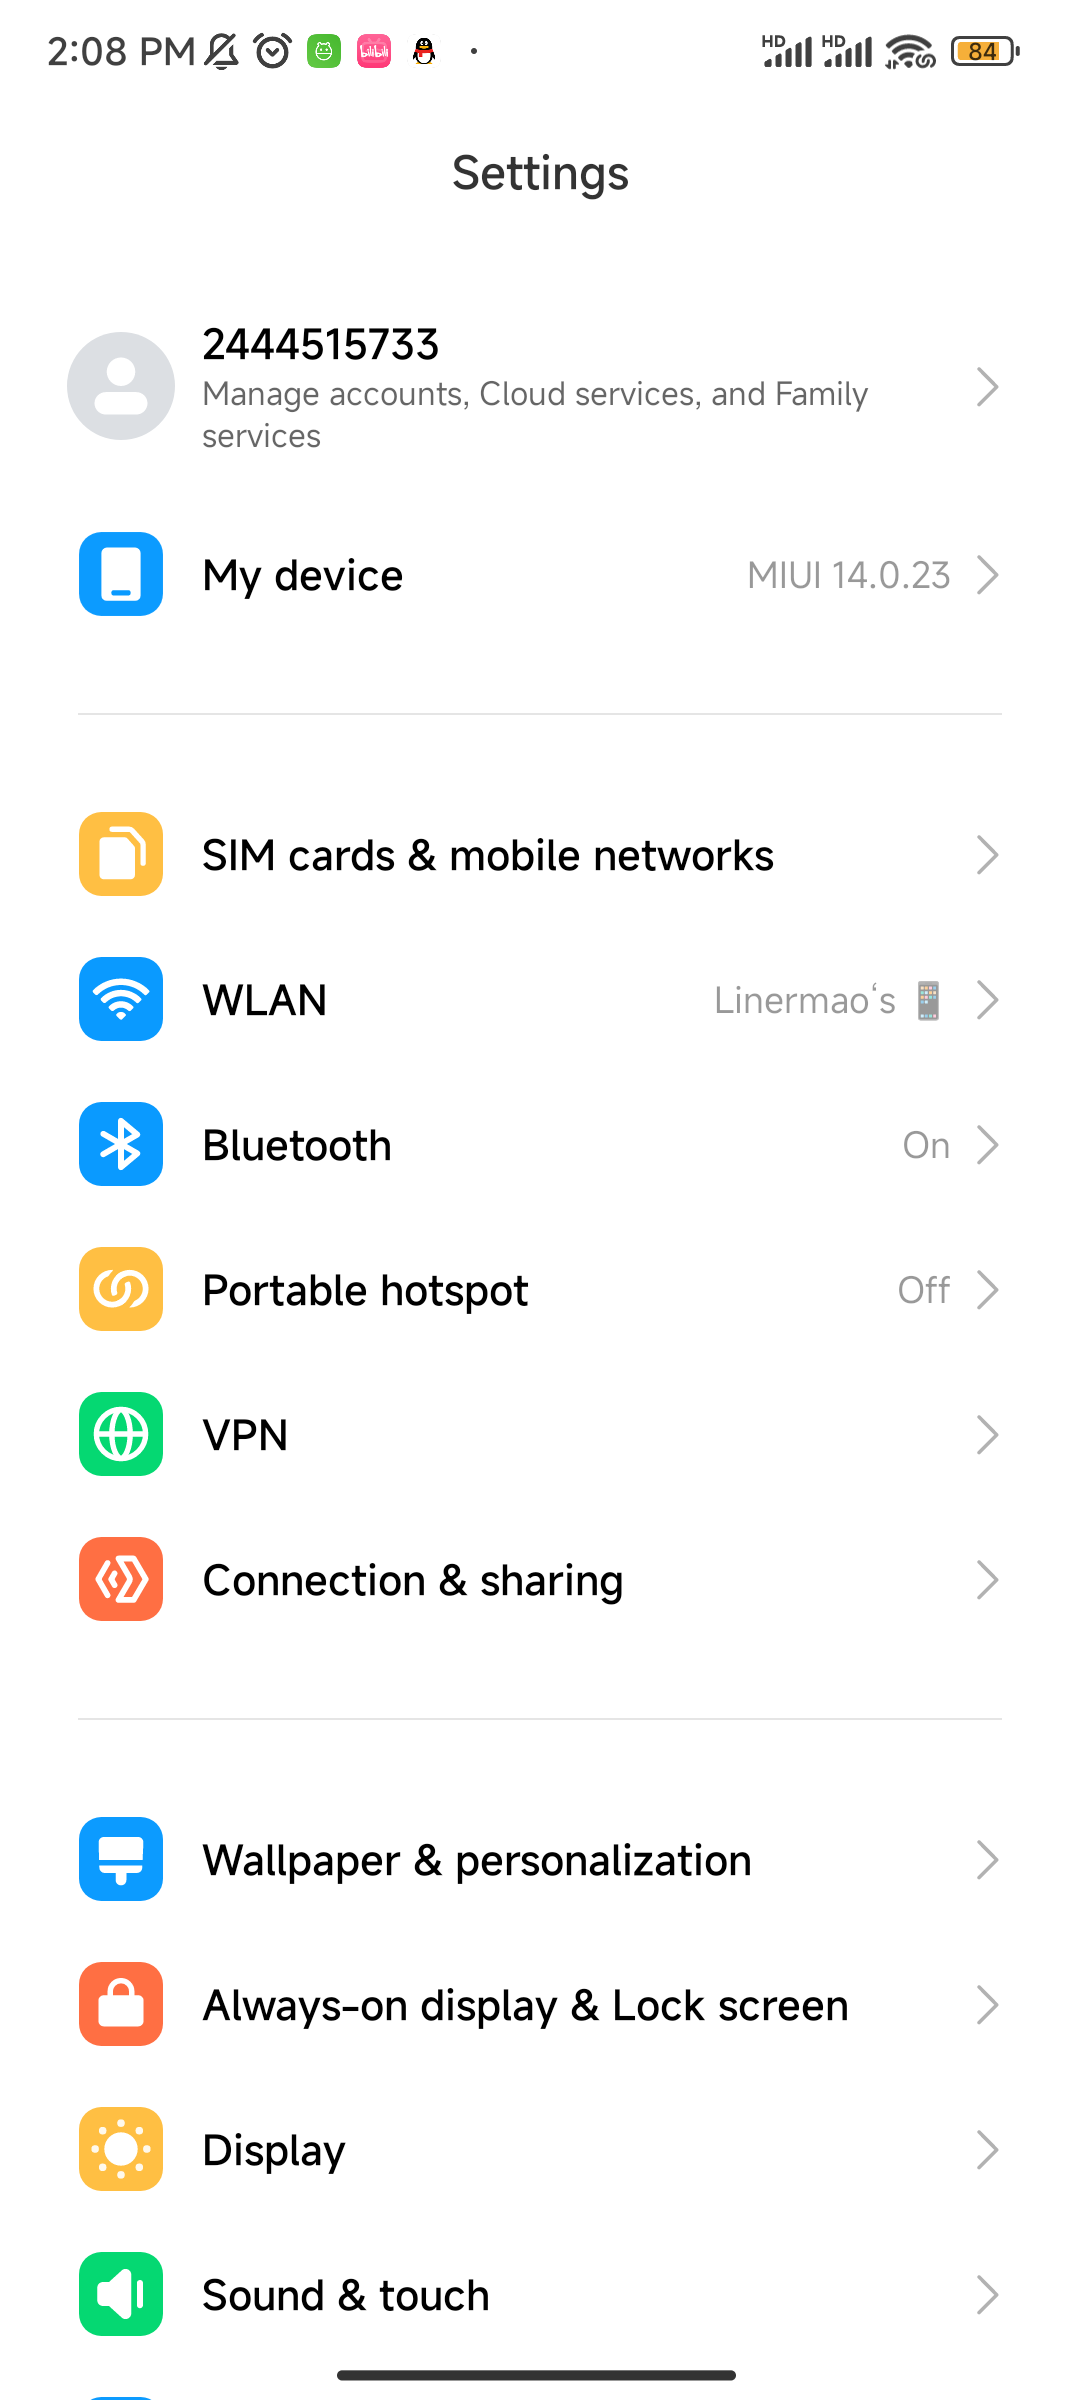 2:08 PM
bilibili
HD HD 84
Settings
2444515733
Manage accounts, Cloud services, and Family
services
My device MIUI 14.0.23
SIM cards & mobile networks
WLAN Linermao‘s 📱
Bluetooth On
Portable hotspot Off
VPN
Connection & sharing
Wallpaper & personalization
Always-on display & Lock screen
Display
Sound & touch